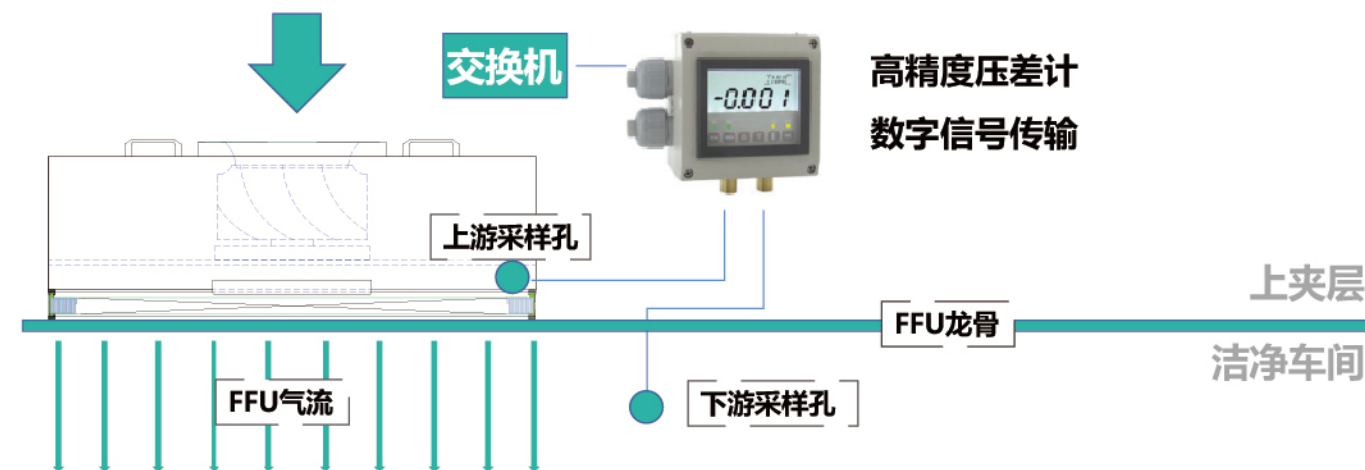 交换机
-0.001
高精度压差计
数字信号传输
上游采样孔
上夹层
FFU龙骨
洁净车间
FFU气流
下游采样孔